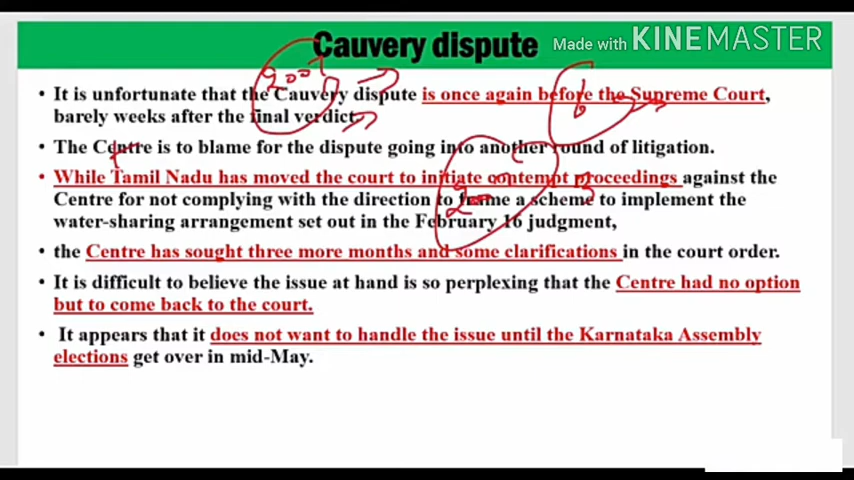 Cauvery dispute
Made with KINEMASTER
• It is unfortunate that the Cauvery dispute is once again before the Supreme Court,
barely weeks after the final verdict.
• The Centre is to blame for the dispute going into another round of litigation.
• While Tamil Nadu has moved the court to initiate contempt proceedings against the
Centre for not complying with the direction to frame a scheme to implement the
water-sharing arrangement set out in the February 16 judgment,
• the Centre has sought three more months and some clarifications in the court order.
• It is difficult to believe the issue at hand is so perplexing that the Centre had no option
but to come back to the court.
• It appears that it does not want to handle the issue until the Karnataka Assembly
elections get over in mid-May.